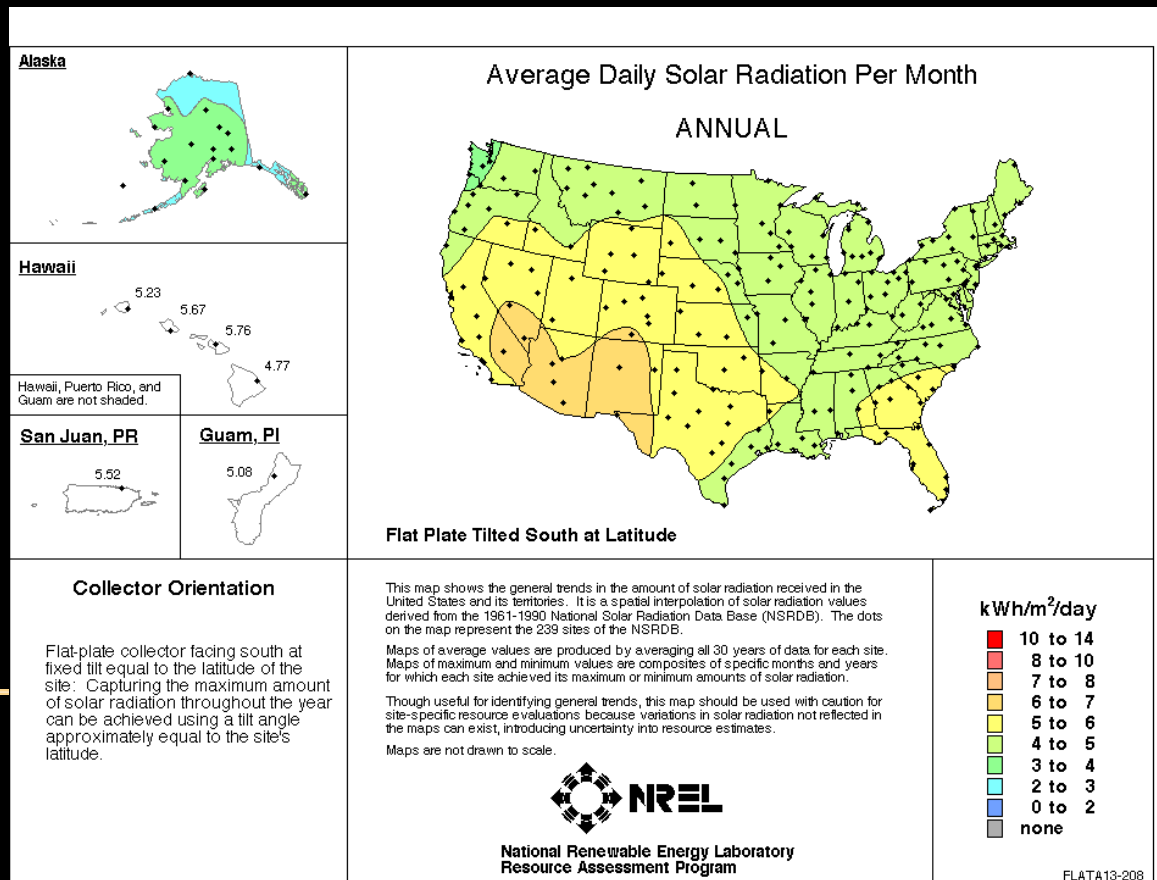 Alaska
Average Daily Solar Radiation Per Month
ANNUAL
Hawaii
5.23
5.67
5.76
4.77
Hawaii, Puerto Rico, and
Guam are not shaded.
San Juan, PR
5.52
Guam, PI
5.08
Flat Plate Tilted South at Latitude
Collector Orientation
Flat-plate collector facing south at
fixed tilt equal to the latitude of the
site: Capturing the maximum amount
of solar radiation throughout the year
can be achieved using a tilt angle
approximately equal to the site's
latitude.
This map shows the general trends in the amount of solar radiation received in the
United States and its territories. It is a spatial interpolation of solar radiation values
derived from the 1961-1990 National Solar Radiation Data Base (NSRDB). The dots
on the map represent the 239 sites of the NSRDB.
Maps of average values are produced by averaging all 30 years of data for each site.
Maps of maximum and minimum values are composites of specific months and years
for which each site achieved its maximum or minimum amounts of solar radiation.
Though useful for identifying general trends, this map should be used with caution for
site-specific resource evaluations because variations in solar radiation not reflected in
the maps can exist, introducing uncertainty into resource estimates.
Maps are not drawn to scale.
NREL
National Renewable Energy Laboratory
Resource Assessment Program
kWh/m²/day
10 to 14
8 to 10
7 to 8
6 to 7
5 to 6
4 to 5
3 to 4
2 to 3
0 to 2
none
FLATA13-208